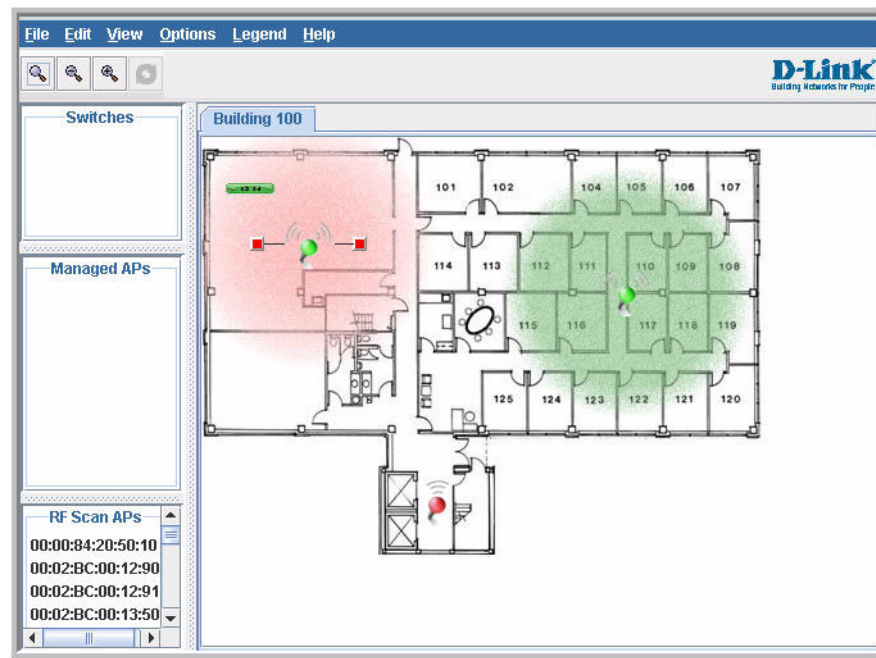 File Edit View Options Legend Help
D-Link
Building Networks for People
Switches
Building 100
Managed APs
RF Scan APs
00:00:84:20:50:10
00:02:BC:00:12:90
00:02:BC:00:12:91
00:02:BC:00:13:50
101 102 104 105 106 107
114 113 112 111 110 109 108
115 116 117 118 119
125 124 123 122 121 120